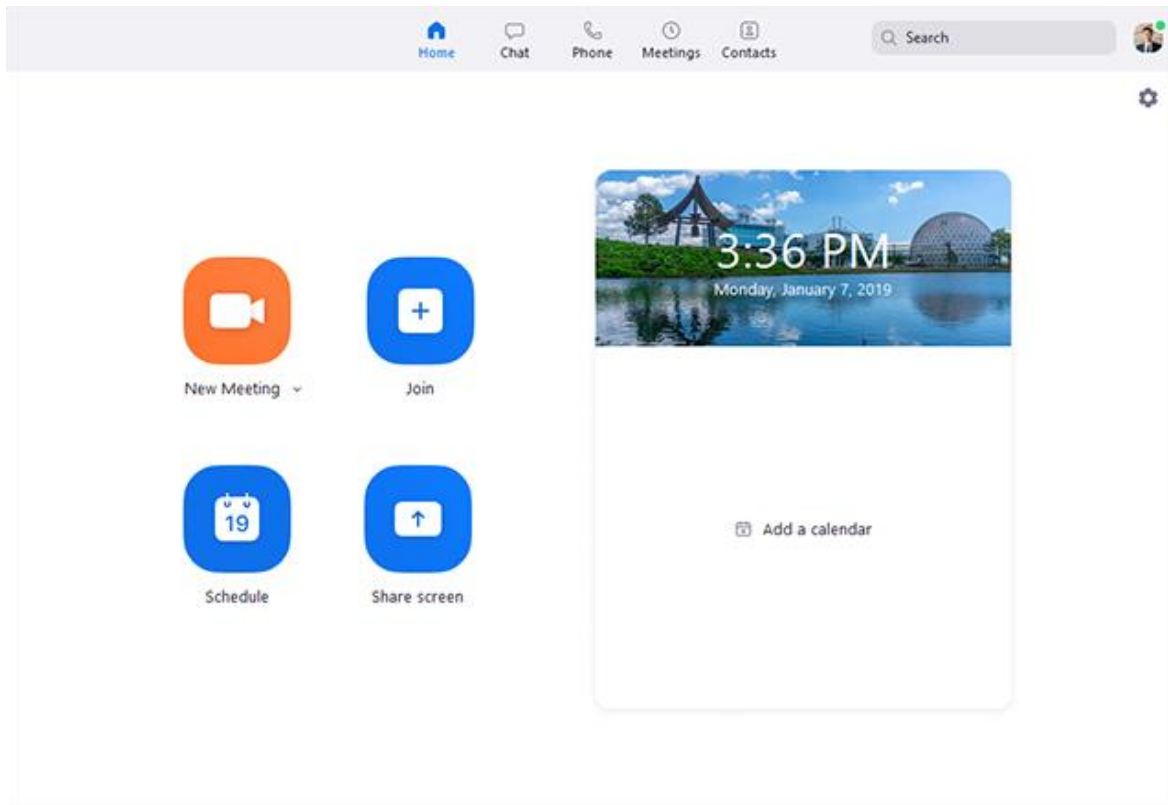 Home
Chat
Phone
Meetings
Contacts
Search
3:36 PM
Monday, January 7, 2019
New Meeting
Join
19
Schedule
Share screen
Add a calendar